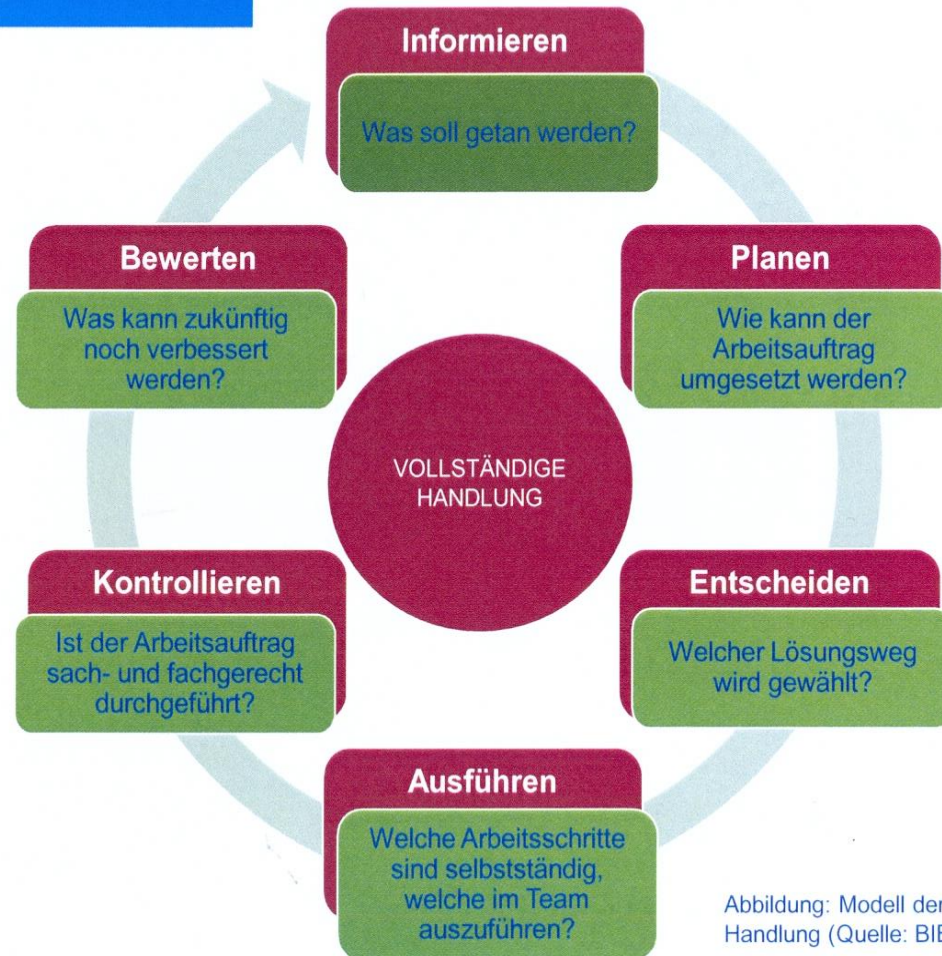 Informieren
Was soll getan werden?
Bewerten
Was kann zukünftig
noch verbessert
werden?
Planen
Wie kann der
Arbeitsauftrag
umgesetzt werden?
VOLLSTÄNDIGE
HANDLUNG
Kontrollieren
Ist der Arbeitsauftrag
sach- und fachgerecht
durchgeführt?
Entscheiden
Welcher Lösungsweg
wird gewählt?
Ausführen
Welche Arbeitsschritte
sind selbstständig,
welche im Team
auszuführen?
Abbildung: Modell der
Handlung (Quelle: